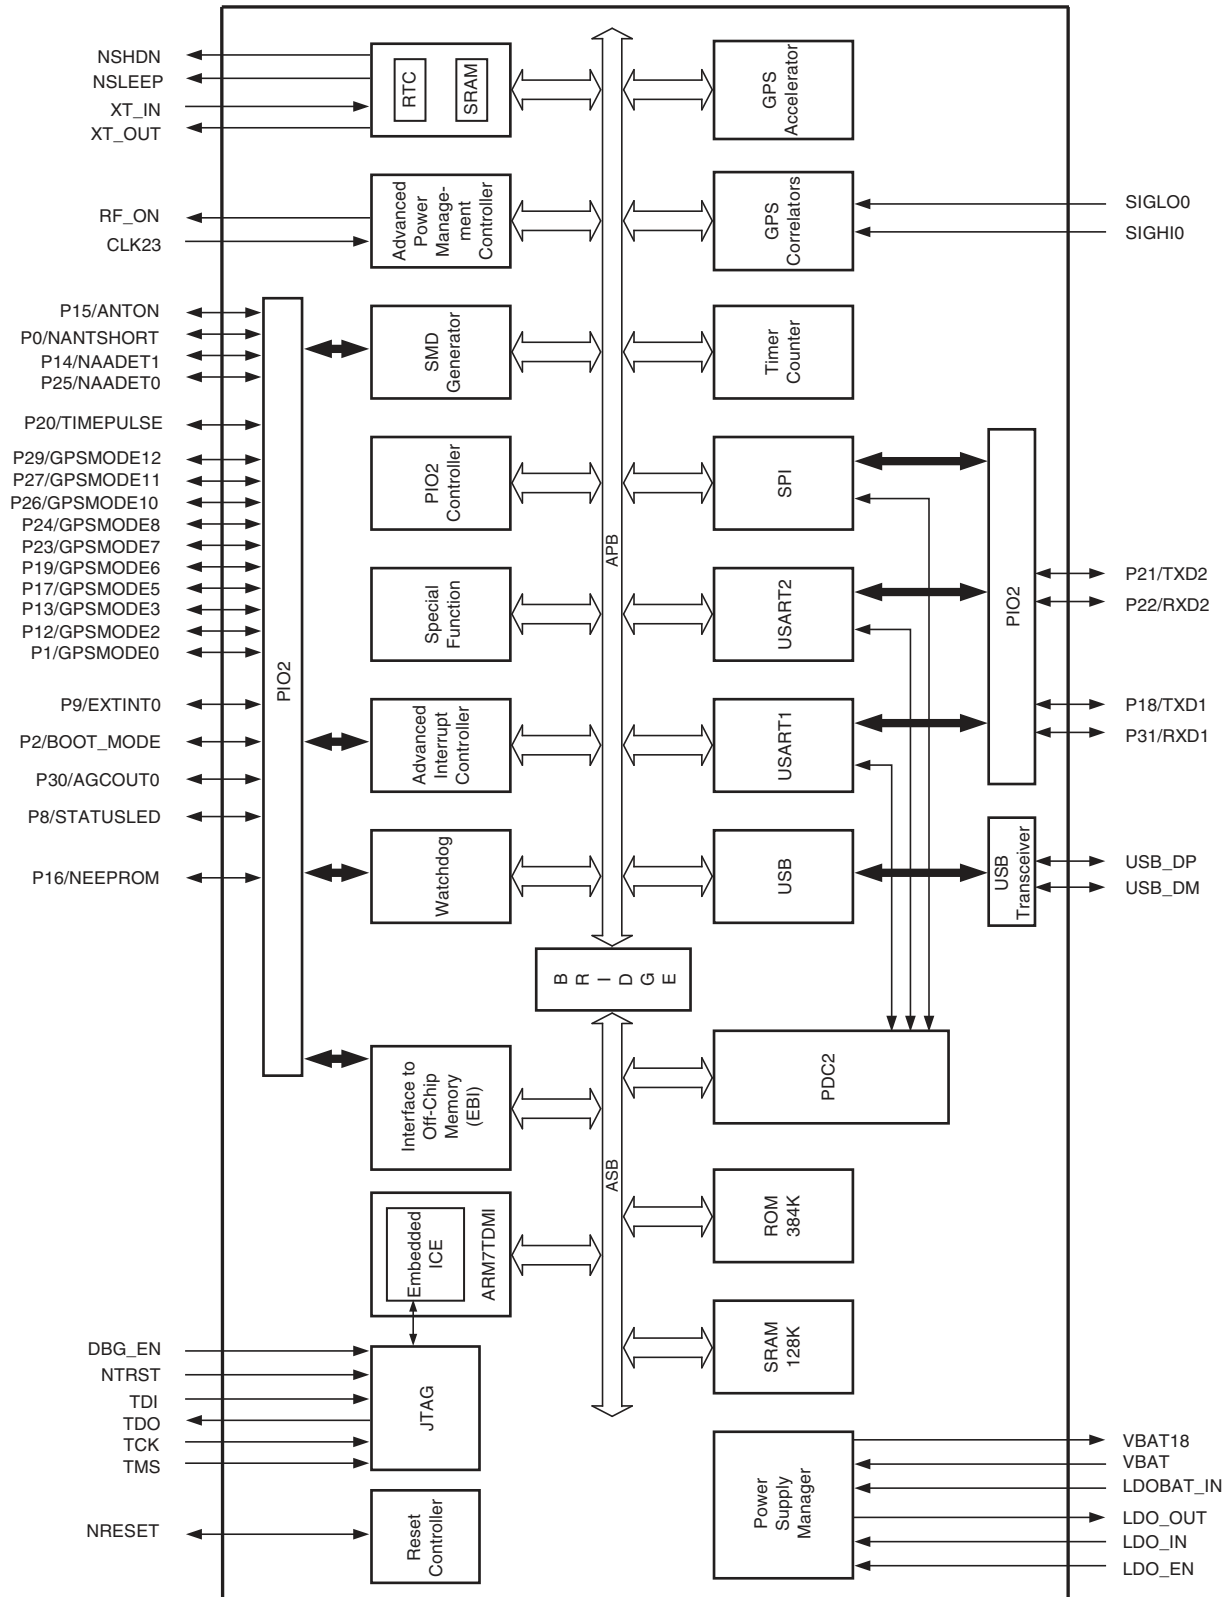 NSHDN
NSLEEP
XT_IN
XT_OUT
RF_ON
CLK23
P15/ANTON
P0/NANTSHORT
P14/NAADET1
P25/NAADET0
P20/TIMEPULSE
P29/GPSMODE12
P27/GPSMODE11
P26/GPSMODE10
P24/GPSMODE8
P23/GPSMODE7
P19/GPSMODE6
P17/GPSMODE5
P13/GPSMODE3
P12/GPSMODE2
P1/GPSMODE0
P9/EXTINT0
P2/BOOT_MODE
P30/AGCOUT0
P8/STATUSLED
P16/NEEPROM
DBG_EN
NTRST
TDI
TDO
TCK
TMS
NRESET
PIO2
RTC
SRAM
Advanced
Power
Manage-
ment
Controller
SMD
Generator
PIO2
Controller
Special
Function
Advanced
Interrupt
Controller
Watchdog
Interface to
Off-Chip
Memory
(EBI)
Embedded
ICE
ARM7TDMI
JTAG
Reset
Controller
APB
BRIDGE
ASB
GPS
Accelerator
GPS
Correlators
Timer
Counter
SPI
USART2
USART1
USB
PDC2
ROM
384K
SRAM
128K
Power
Supply
Manager
PIO2
USB
Transceiver
SIGLO0
SIGHI0
P21/TXD2
P22/RXD2
P18/TXD1
P31/RXD1
USB_DP
USB_DM
VBAT18
VBAT
LDOBAT_IN
LDO_OUT
LDO_IN
LDO_EN